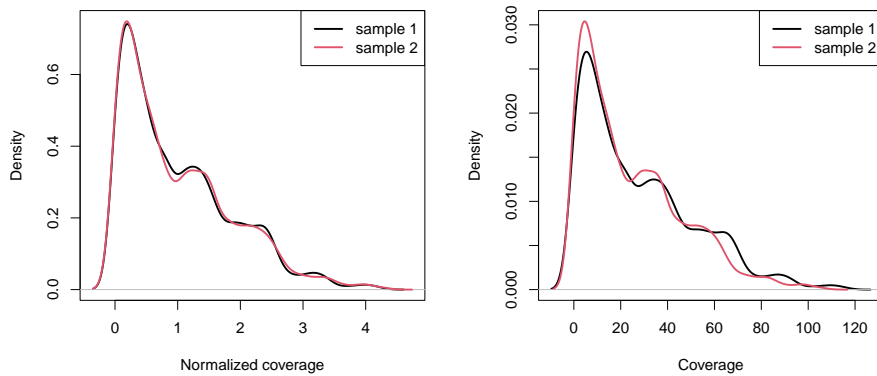 sample 1
sample 2
Density
0.0 0.2 0.4 0.6
0 1 2 3 4
Normalized coverage
sample 1
sample 2
Density
0.000 0.010 0.020 0.030
0 20 40 60 80 100 120
Coverage